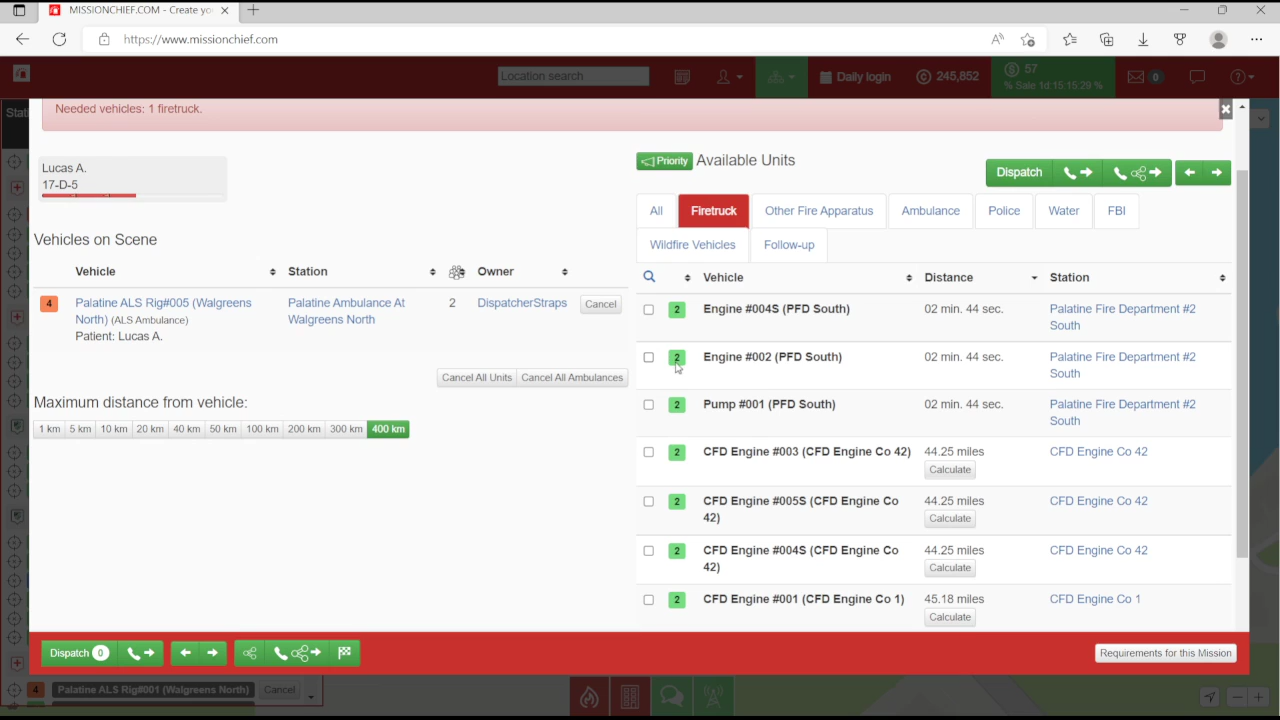 MISSIONCHIEF.COM - Create yo
https://www.missionchief.com
Location search
Daily login
245,852
57
% Sale 1d:15:15:29 %
0
Stati
Needed vehicles: 1 firetruck.
Lucas A.
17-D-5
Priority Available Units
Dispatch
All Firetruck Other Fire Apparatus Ambulance Police Water FBI
Wildfire Vehicles Follow-up
Vehicles on Scene
Vehicle Station Owner
4 Palatine ALS Rig#005 (Walgreens North) (ALS Ambulance)
Patient: Lucas A.
Palatine Ambulance At
Walgreens North
2 DispatcherStraps Cancel
Cancel All Units Cancel All Ambulances
Maximum distance from vehicle:
1 km 5 km 10 km 20 km 40 km 50 km 100 km 200 km 300 km 400 km
Vehicle Distance Station
2 Engine #004S (PFD South) 02 min. 44 sec. Palatine Fire Department #2
South
2 Engine #002 (PFD South) 02 min. 44 sec. Palatine Fire Department #2
South
2 Pump #001 (PFD South) 02 min. 44 sec. Palatine Fire Department #2
South
2 CFD Engine #003 (CFD Engine Co 42) 44.25 miles CFD Engine Co 42
Calculate
2 CFD Engine #005S (CFD Engine Co 44.25 miles CFD Engine Co 42
42) Calculate
2 CFD Engine #004S (CFD Engine Co 44.25 miles CFD Engine Co 42
42) Calculate
2 CFD Engine #001 (CFD Engine Co 1) 45.18 miles CFD Engine Co 1
Calculate
Dispatch 0
Requirements for this Mission
4 Palatine ALS Rig#001 (Walgreens North) Cancel